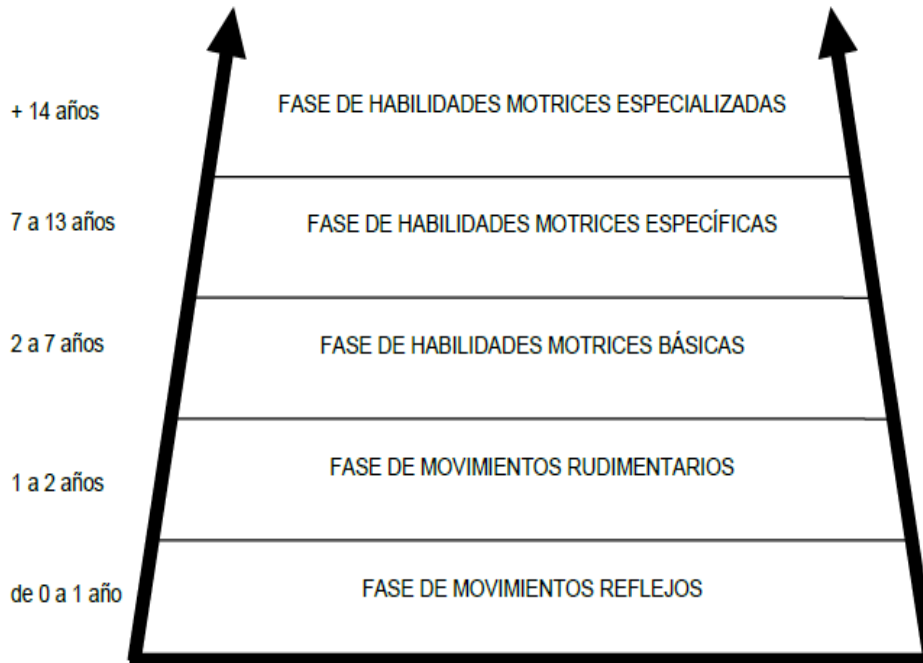 + 14 años
FASE DE HABILIDADES MOTRICES ESPECIALIZADAS
7 a 13 años
FASE DE HABILIDADES MOTRICES ESPECÍFICAS
2 a 7 años
FASE DE HABILIDADES MOTRICES BÁSICAS
1 a 2 años
FASE DE MOVIMIENTOS RUDIMENTARIOS
de 0 a 1 año
FASE DE MOVIMIENTOS REFLEJOS